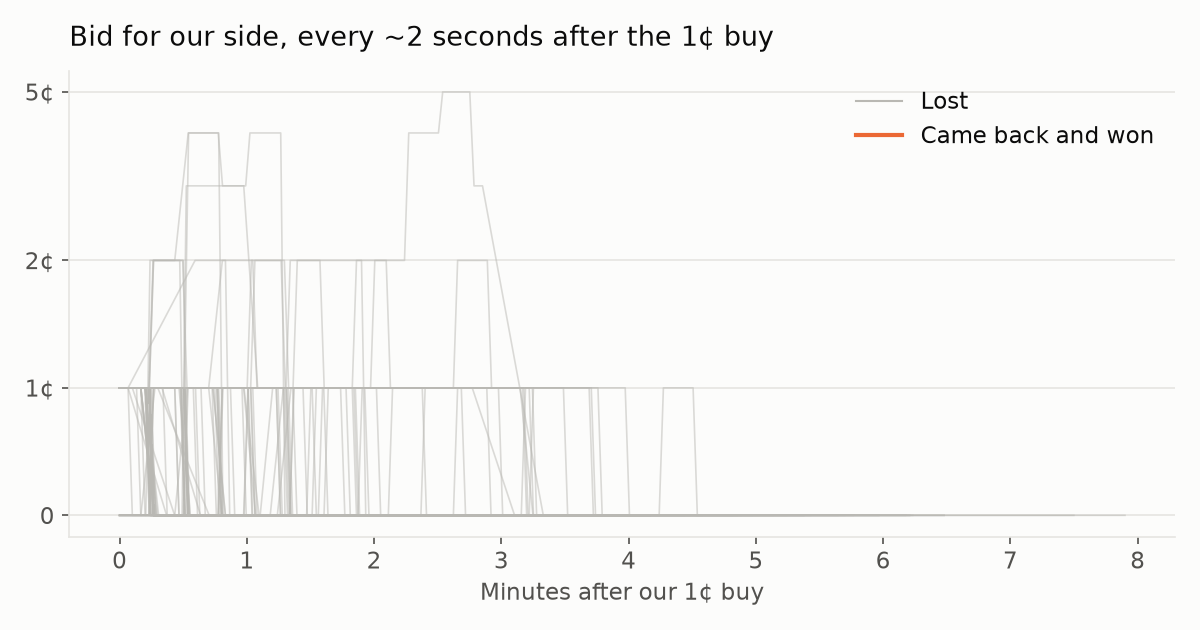 Bid for our side, every ~2 seconds after the 1¢ buy
5¢
2¢
1¢
0
Lost
Came back and won
0 1 2 3 4 5 6 7 8
Minutes after our 1¢ buy